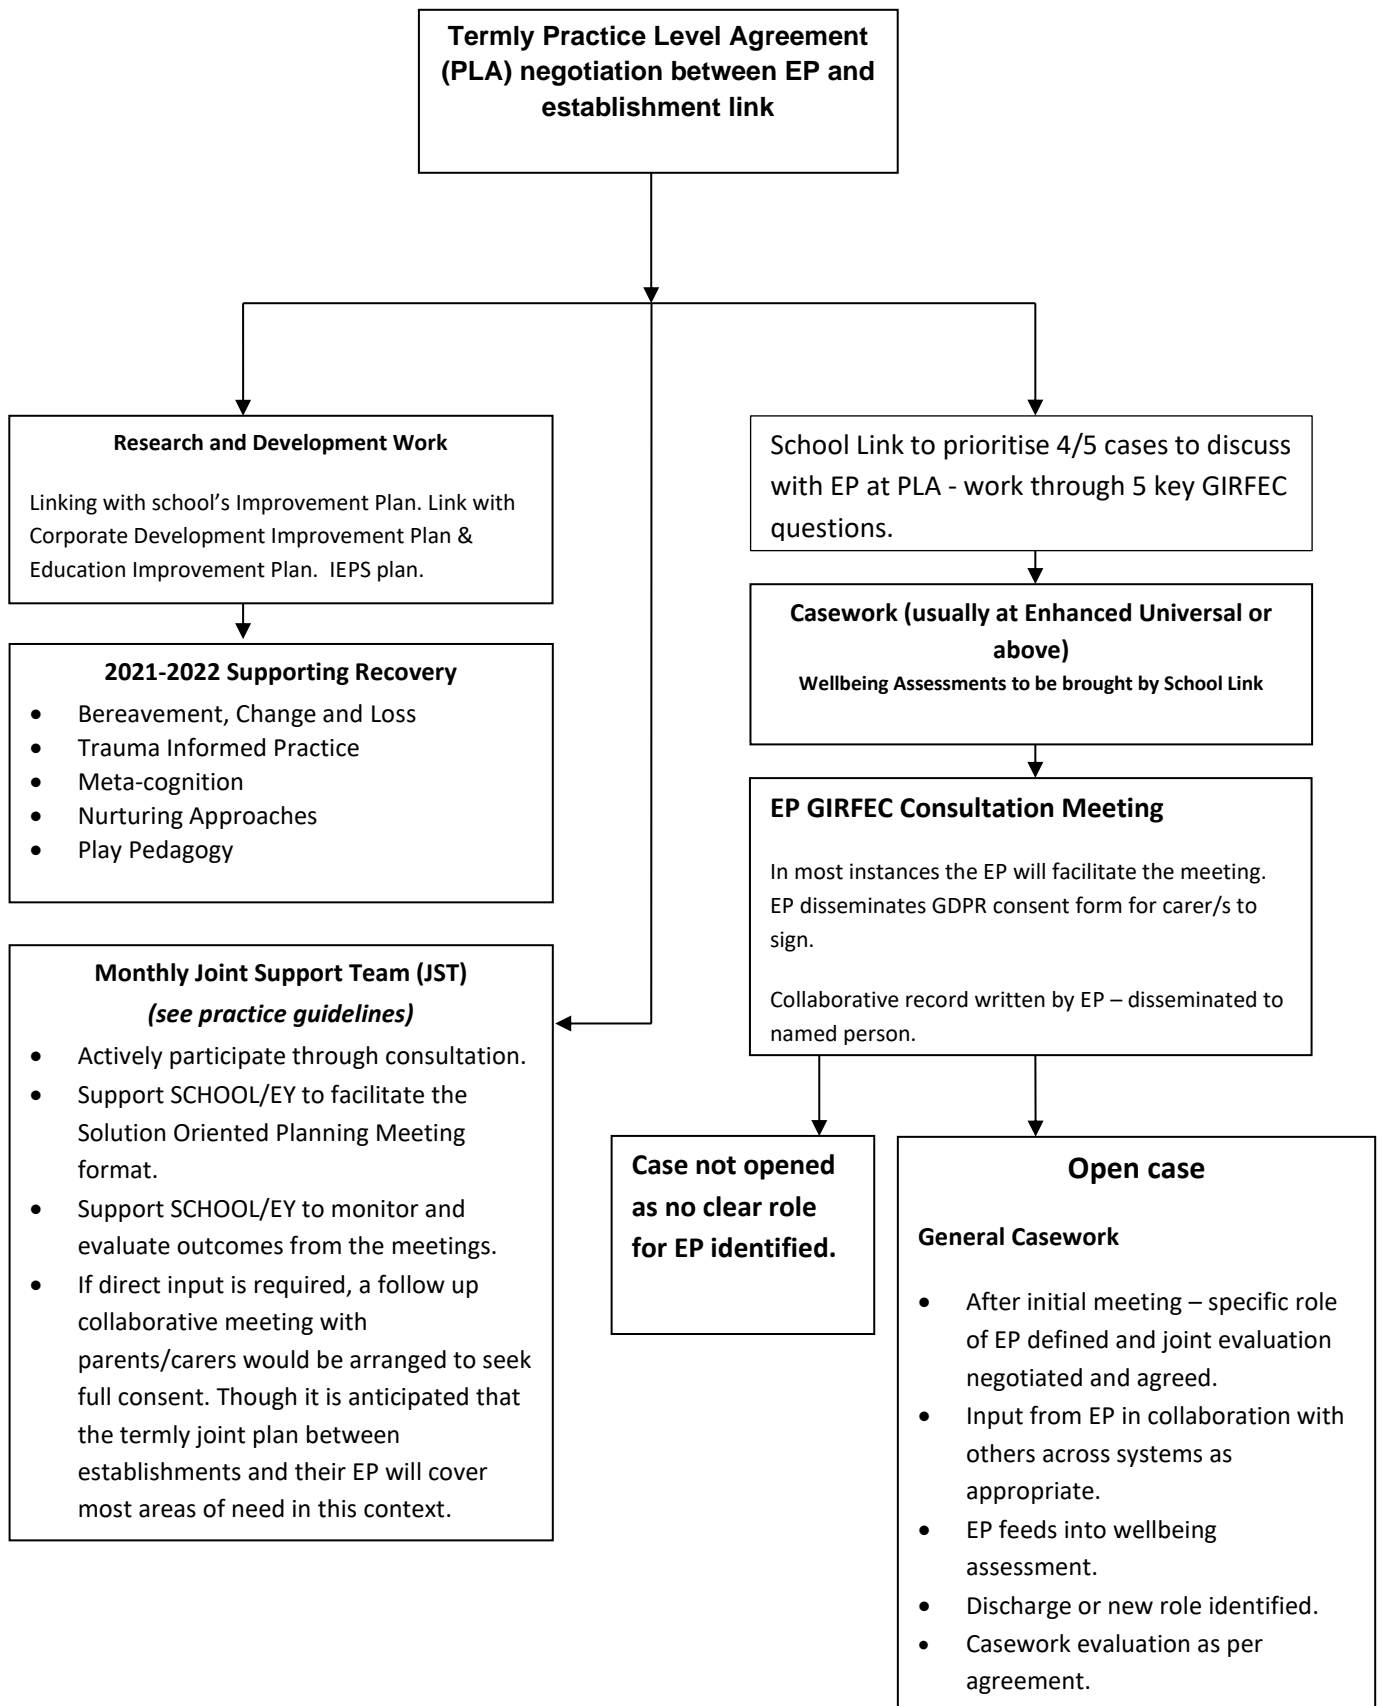 Termly Practice Level Agreement
(PLA) negotiation between EP and
establishment link
Research and Development Work
Linking with school’s Improvement Plan. Link with
Corporate Development Improvement Plan &
Education Improvement Plan.  IEPS plan.
2021-2022 Supporting Recovery
• Bereavement, Change and Loss
• Trauma Informed Practice
• Meta-cognition
• Nurturing Approaches
• Play Pedagogy
Monthly Joint Support Team (JST)
(see practice guidelines)
• Actively participate through consultation.
• Support SCHOOL/EY to facilitate the
Solution Oriented Planning Meeting
format.
• Support SCHOOL/EY to monitor and
evaluate outcomes from the meetings.
• If direct input is required, a follow up
collaborative meeting with
parents/carers would be arranged to seek
full consent. Though it is anticipated that
the termly joint plan between
establishments and their EP will cover
most areas of need in this context.
School Link to prioritise 4/5 cases to discuss
with EP at PLA - work through 5 key GIRFEC
questions.
Casework (usually at Enhanced Universal or
above)
Wellbeing Assessments to be brought by School Link
EP GIRFEC Consultation Meeting
In most instances the EP will facilitate the meeting.
EP disseminates GDPR consent form for carer/s to
sign.
Collaborative record written by EP – disseminated to
named person.
Case not opened
as no clear role
for EP identified.
Open case
General Casework
• After initial meeting – specific role
of EP defined and joint evaluation
negotiated and agreed.
• Input from EP in collaboration with
others across systems as
appropriate.
• EP feeds into wellbeing
assessment.
• Discharge or new role identified.
• Casework evaluation as per
agreement.